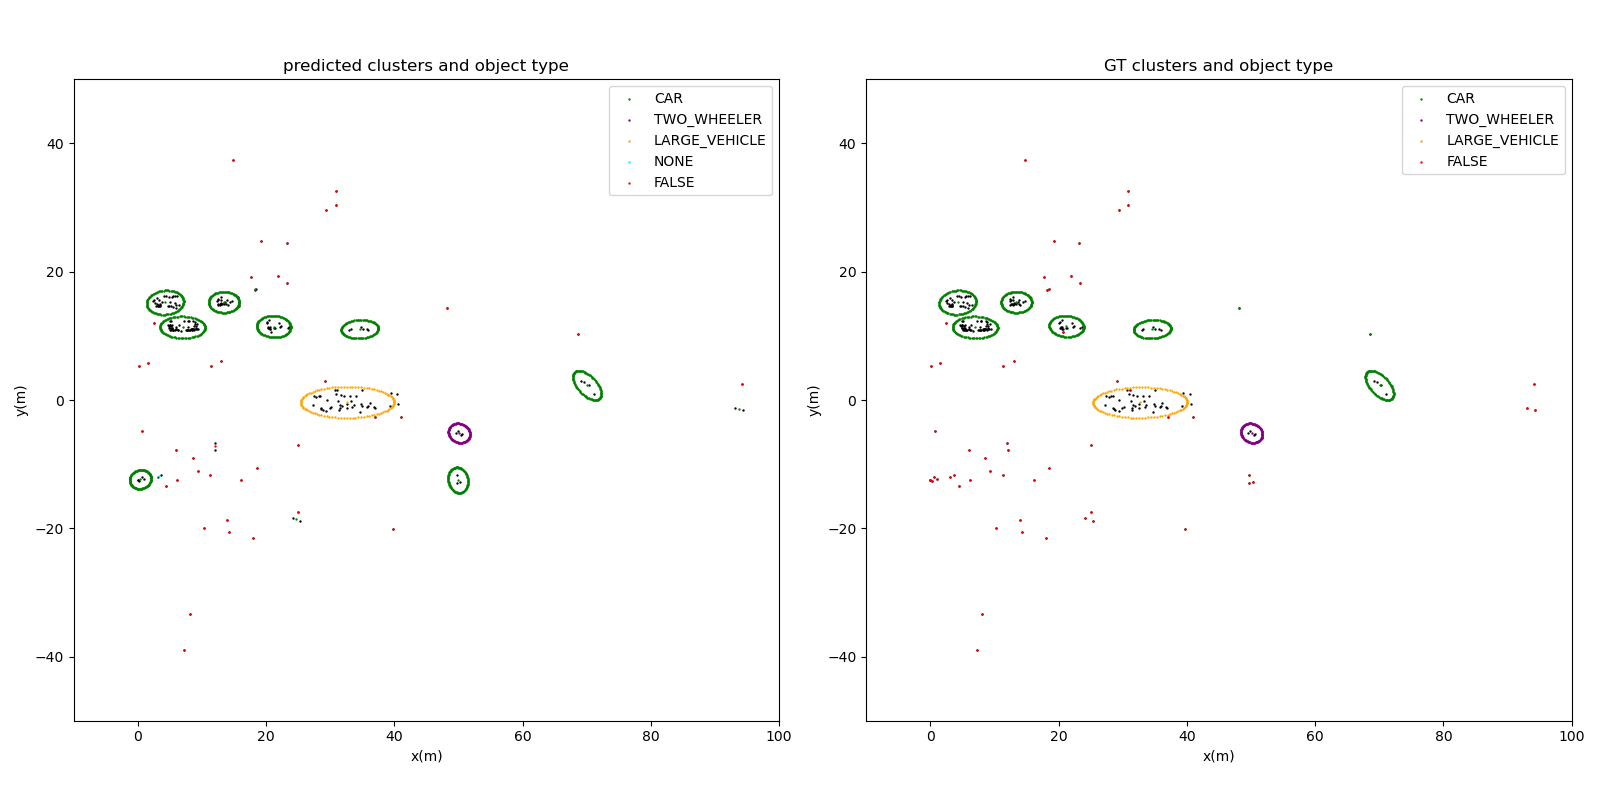 predicted clusters and object type
CAR
TWO_WHEELER
LARGE_VEHICLE
NONE
FALSE
y(m)
40
20
0
−20
−40
0
20
40
60
80
100
x(m)
GT clusters and object type
CAR
TWO_WHEELER
LARGE_VEHICLE
FALSE
y(m)
40
20
0
−20
−40
0
20
40
60
80
100
x(m)